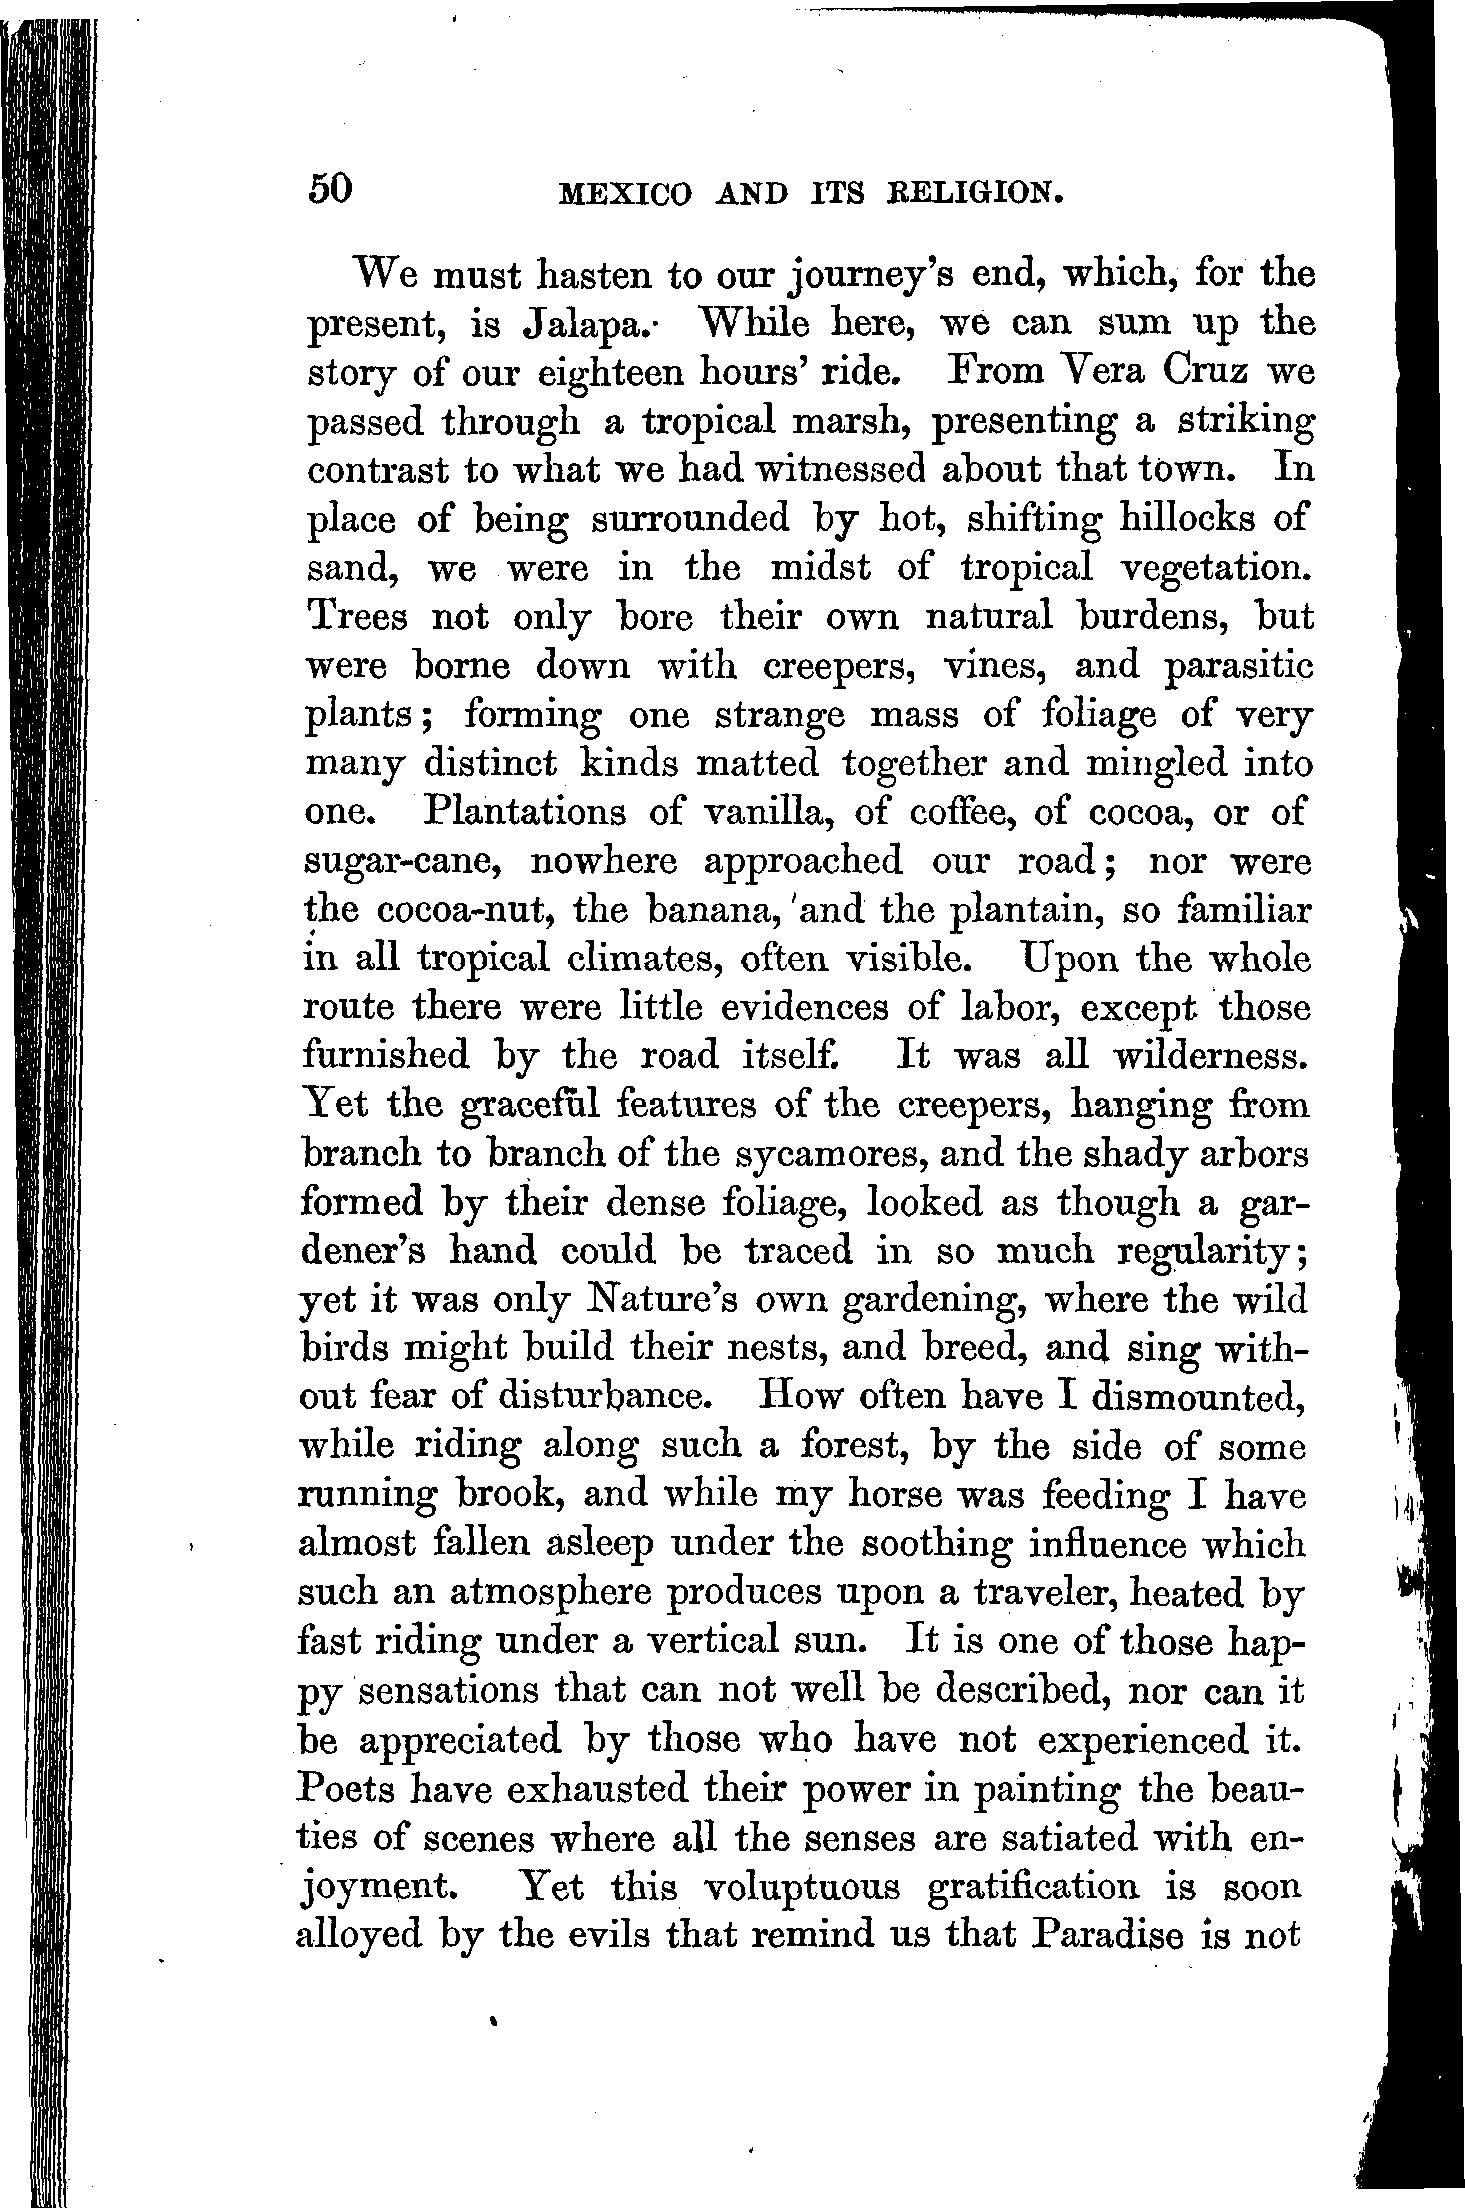 50 MEXICO AND ITS RELIGION.
We must hasten to our journey's end, which, for the
present, is Jalapa. While here, we can sum up the
story of our eighteen hours' ride. From Vera Cruz we
passed through a tropical marsh, presenting a striking
contrast to what we had witnessed about that town. In
place of being surrounded by hot, shifting hillocks of
sand, we were in the midst of tropical vegetation.
Trees not only bore their own natural burdens, but
were borne down with creepers, vines, and parasitic
plants; forming one strange mass of foliage of very
many distinct kinds matted together and mingled into
one. Plantations of vanilla, of coffee, of cocoa, or of
sugar-cane, nowhere approached our road; nor were
the cocoa-nut, the banana, and the plantain, so familiar
in all tropical climates, often visible. Upon the whole
route there were little evidences of labor, except those
furnished by the road itself. It was all wilderness.
Yet the graceful features of the creepers, hanging from
branch to branch of the sycamores, and the shady arbors
formed by their dense foliage, looked as though a gar-
dener's hand could be traced in so much regularity;
yet it was only Nature's own gardening, where the wild
birds might build their nests, and breed, and sing with-
out fear of disturbance. How often have I dismounted,
while riding along such a forest, by the side of some
running brook, and while my horse was feeding I have
almost fallen asleep under the soothing influence which
such an atmosphere produces upon a traveler, heated by
fast riding under a vertical sun. It is one of those hap-
py sensations that can not well be described, nor can it
be appreciated by those who have not experienced it.
Poets have exhausted their power in painting the beau-
ties of scenes where all the senses are satiated with en-
joyment. Yet this voluptuous gratification is soon
alloyed by the evils that remind us that Paradise is not